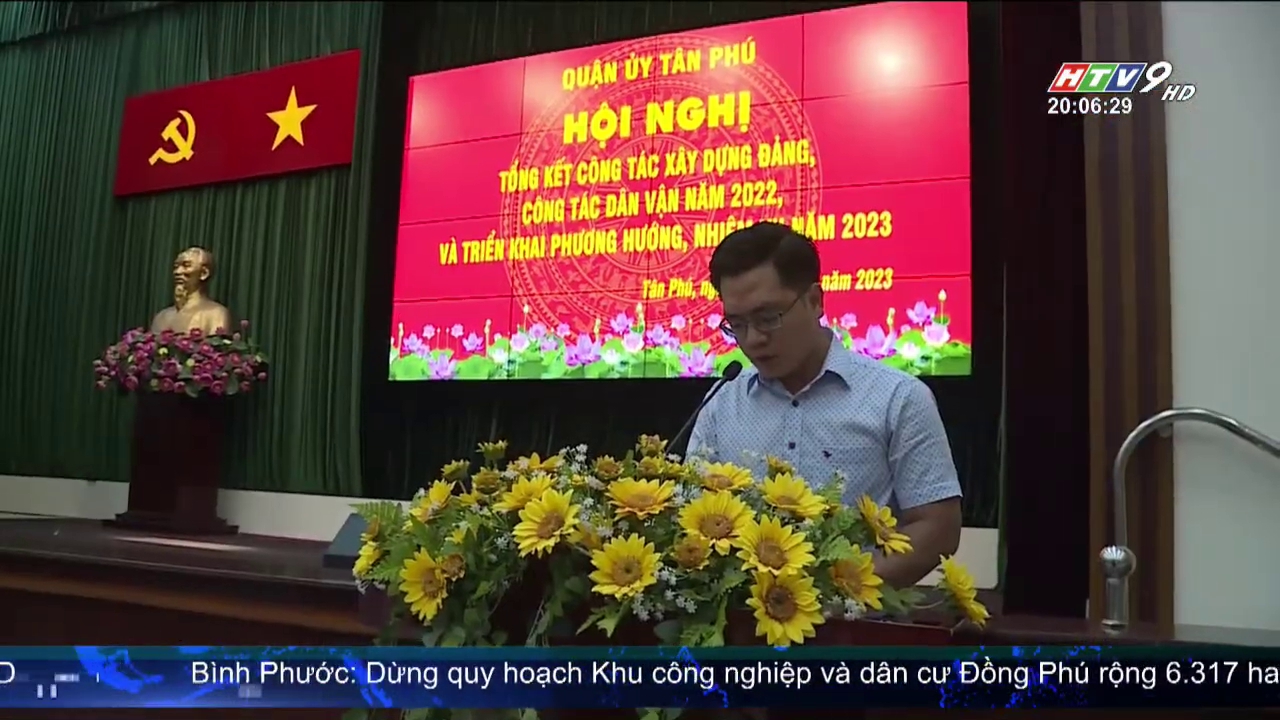 QUẬN ỦY TÂN PHÚ
HỘI NGHỊ
TỔNG KẾT CÔNG TÁC XÂY DỰNG ĐẢNG,
CÔNG TÁC DÂN VẬN NĂM 2022,
VÀ TRIỂN KHAI PHƯƠNG HƯỚNG, NĂM 2023
Tân Phú, năm 2023
HTV9 HD
20:06:29
D Bình Phước: Dừng quy hoạch Khu công nghiệp và dân cư Đồng Phú rộng 6.317 ha